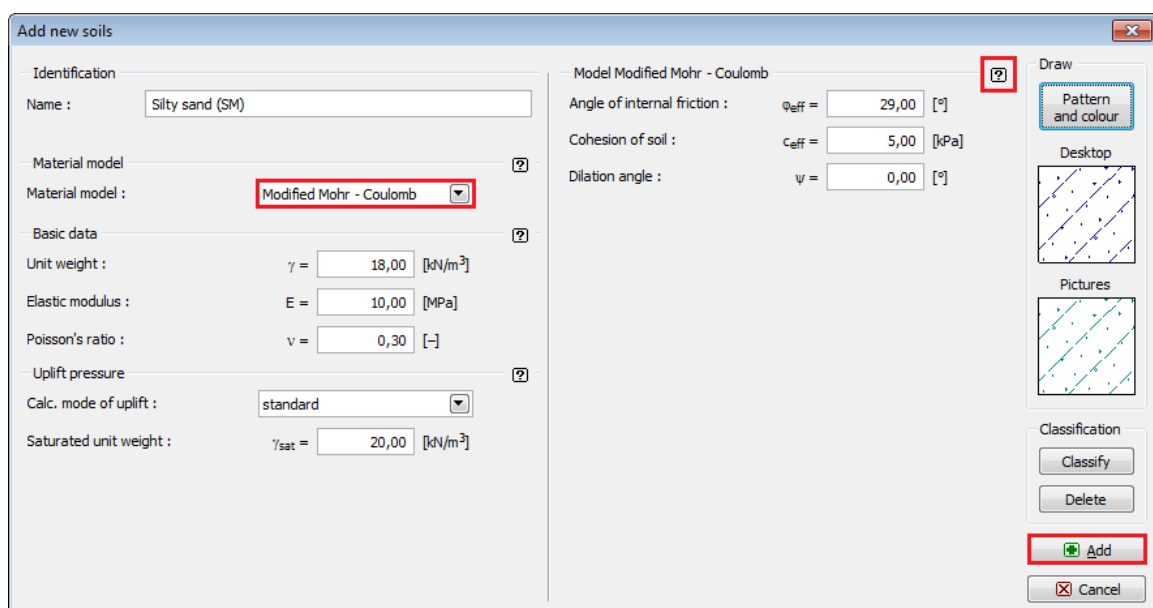 Add new soils
Identification
Name :
Silty sand (SM)
Material model
Material model :
Modified Mohr - Coulomb
Basic data
Unit weight :
γ =
18,00
[kN/m³]
Elastic modulus :
E =
10,00
[MPa]
Poisson's ratio :
ν =
0,30
[–]
Uplift pressure
Calc. mode of uplift :
standard
Saturated unit weight :
γsat =
20,00
[kN/m³]
Model Modified Mohr - Coulomb
Angle of internal friction :
φeff =
29,00
[°]
Cohesion of soil :
ceff =
5,00
[kPa]
Dilation angle :
ψ =
0,00
[°]
Draw
Pattern
and colour
Desktop
Pictures
Classification
Classify
Delete
Add
Cancel